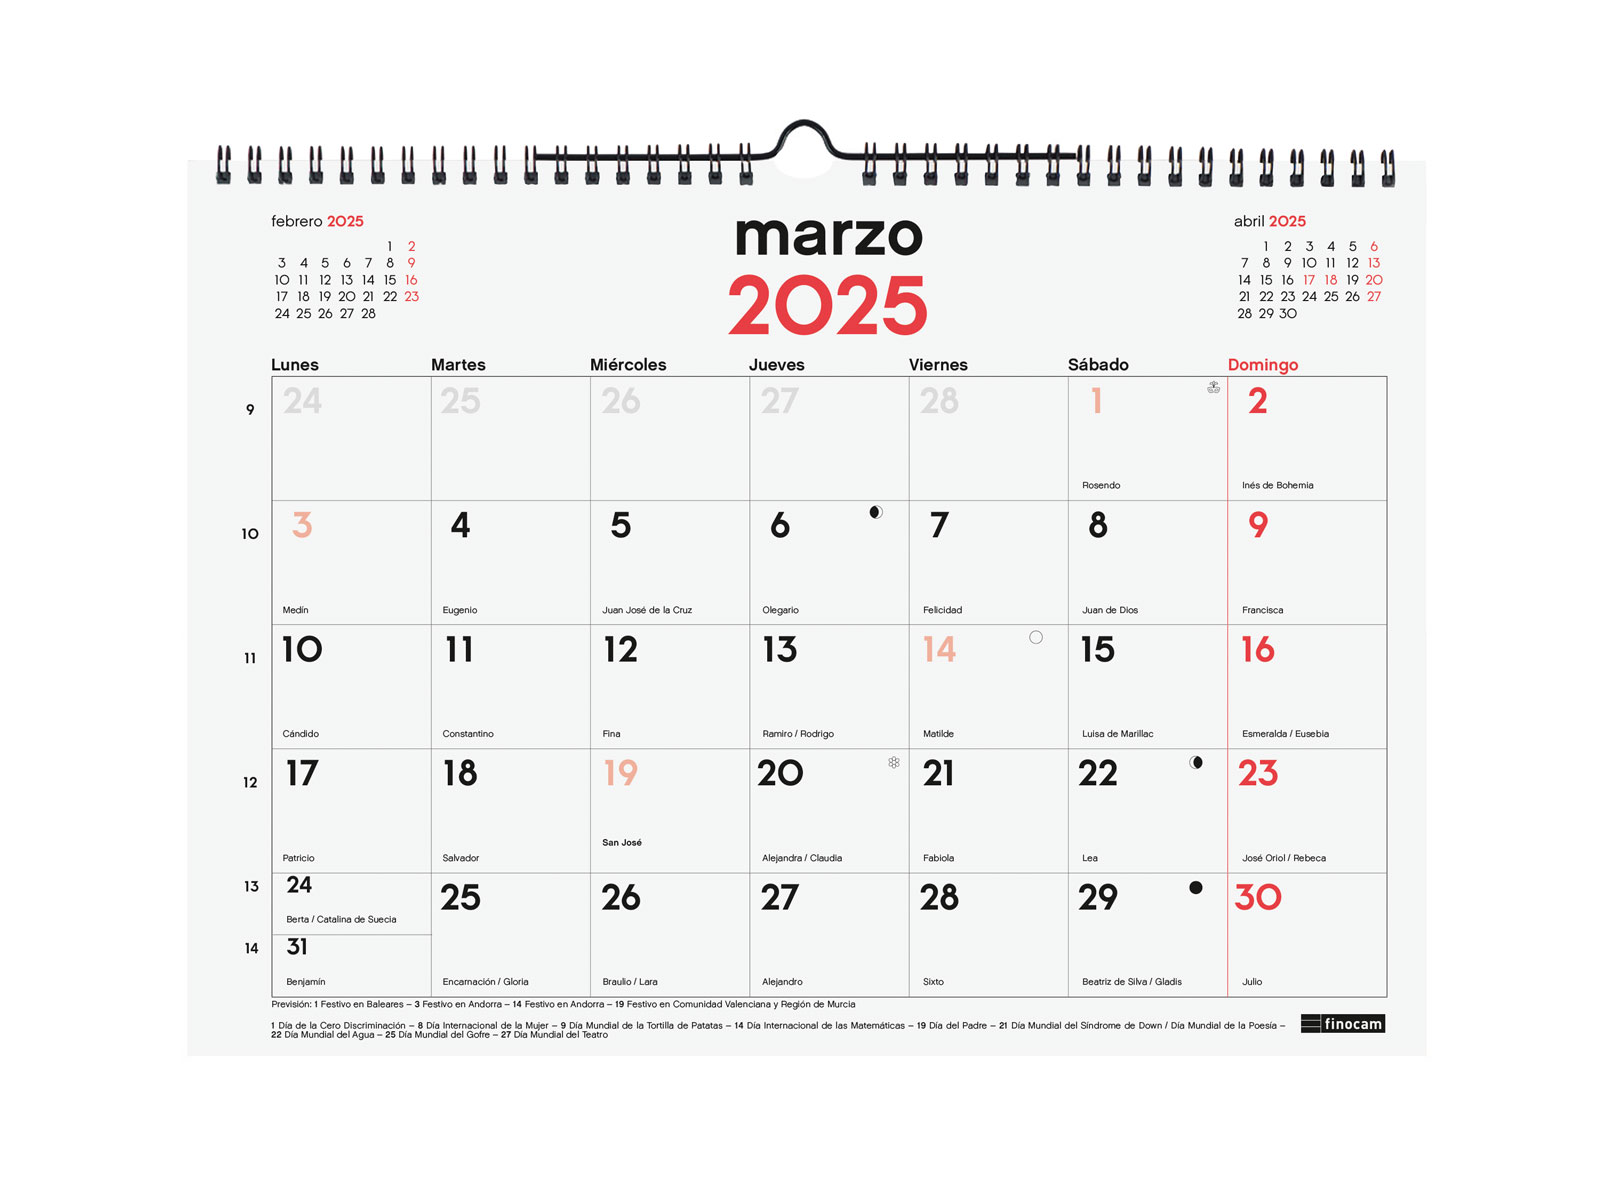 febrero 2025
1 2
3 4 5 6 7 8 9
10 11 12 13 14 15 16
17 18 19 20 21 22 23
24 25 26 27 28
marzo
2025
abril 2025
1 2 3 4 5 6
7 8 9 10 11 12 13
14 15 16 17 18 19 20
21 22 23 24 25 26 27
28 29 30
Lunes Martes Miércoles Jueves Viernes Sábado Domingo
9 24 25 26 27 28 1 2
Rosendo Inés de Bohemia
10 3 4 5 6 7 8 9
Medín Eugenio Juan José de la Cruz Olegario Felicidad Juan de Dios Francisca
11 10 11 12 13 14 15 16
Cándido Constantino Fina Ramiro / Rodrigo Matilde Luisa de Marillac Esmeralda / Eusebia
12 17 18 19 20 21 22 23
San José
Patricio Salvador Alejandra / Claudia Fabiola Lea José Oriol / Rebeca
13 24 25 26 27 28 29 30
Berta / Catalina de Suecia
14 31
Benjamín Encarnación / Gloria Braulio / Lara Alejandro Sixto Beatriz de Silva / Gladis Julio
Previsión: 1 Festivo en Baleares – 3 Festivo en Andorra – 14 Festivo en Andorra – 19 Festivo en Comunidad Valenciana y Región de Murcia
1 Día de la Cero Discriminación – 8 Día Internacional de la Mujer – 9 Día Mundial de la Tortilla de Patatas – 14 Día Internacional de las Matemáticas – 19 Día del Padre – 21 Día Mundial del Síndrome de Down / Día Mundial de la Poesía –
22 Día Mundial del Agua – 25 Día Mundial del Gofre – 27 Día Mundial del Teatro
finocam